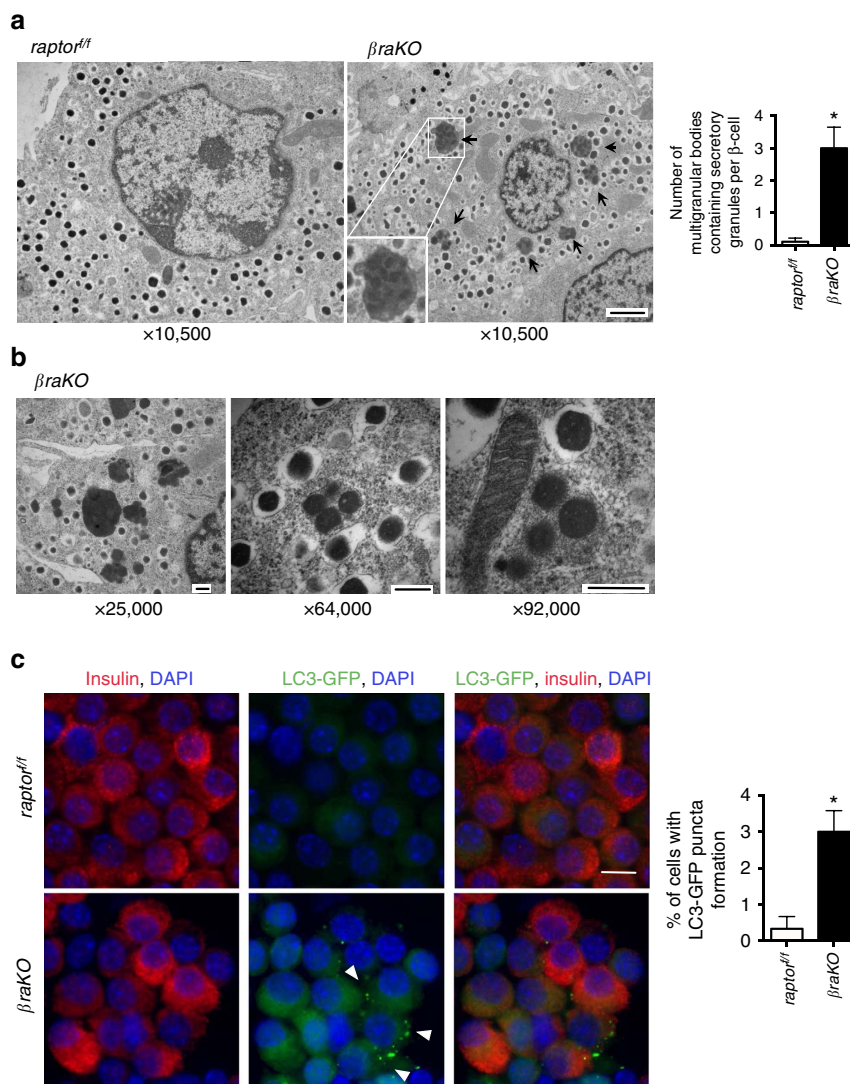 a
raptorf/f
βraKO
×10,500
×10,500
Number of
multigranular bodies
containing secretory
granules per β-cell
4
3
2
1
0
*
raptorf/f
βraKO
b
βraKO
×25,000
×64,000
×92,000
c
Insulin, DAPI
LC3-GFP, DAPI
LC3-GFP, insulin, DAPI
raptorf/f
βraKO
% of cells with
LC3-GFP puncta
formation
4
3
2
1
0
*
raptorf/f
βraKO